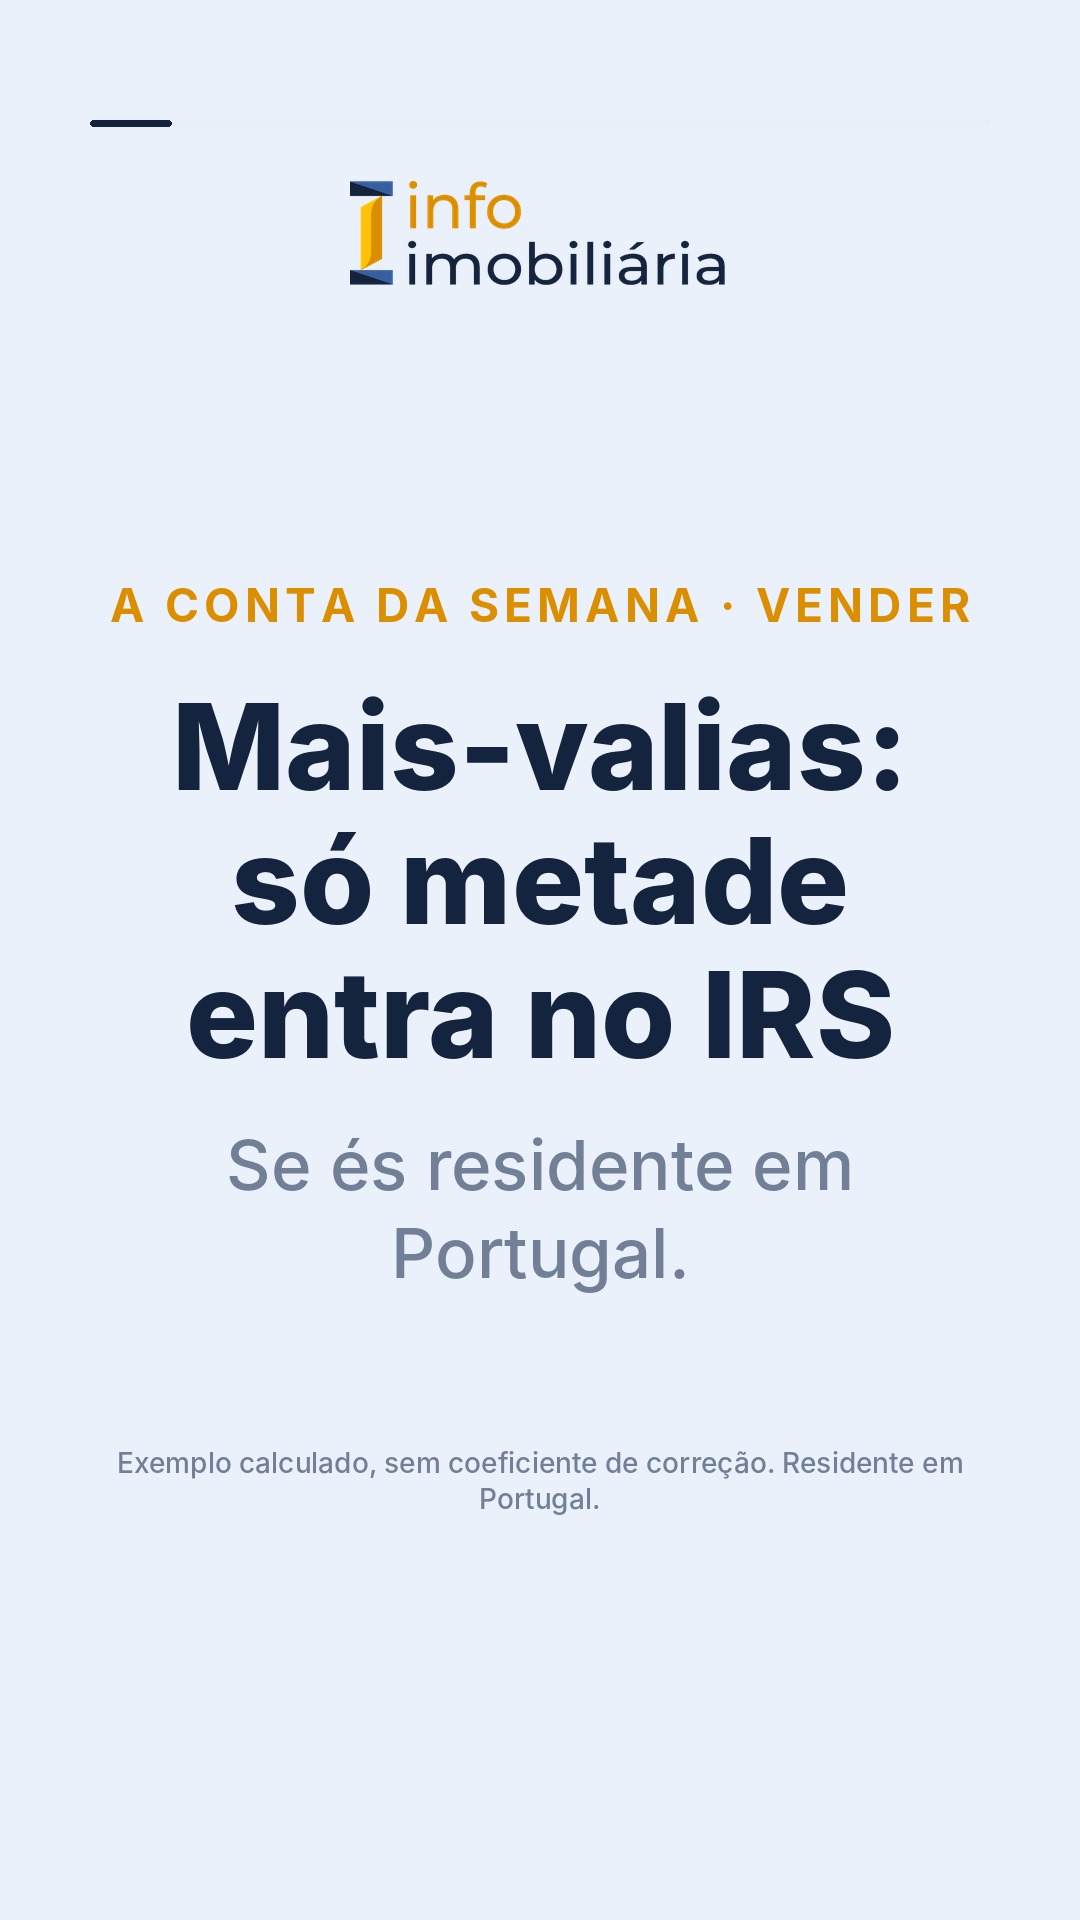 info
imobiliária
A CONTA DA SEMANA · VENDER
Mais-valias:
só metade
entra no IRS
Se és residente em
Portugal.
Exemplo calculado, sem coeficiente de correção. Residente em
Portugal.